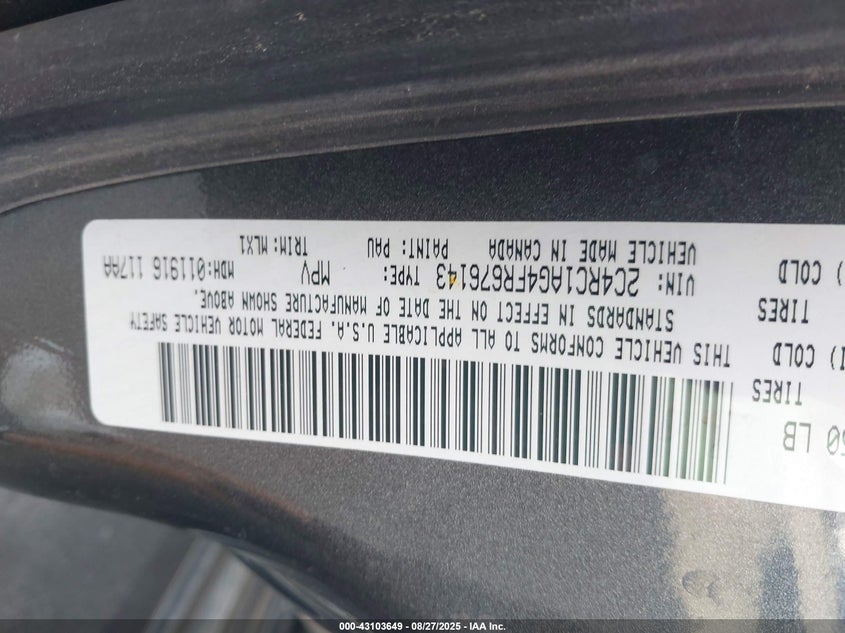 50 LB
TIRES
I) COLD
TIRES
) COLD
THIS VEHICLE CONFORMS TO ALL APPLICABLE U.S.A. FEDERAL MOTOR VEHICLE SAFETY
STANDARDS IN EFFECT ON THE DATE OF MANUFACTURE SHOWN ABOVE.
VIN: 2C4RC1AG4FR676143 TYPE: MPV MDH:011916 117AA
VEHICLE MADE IN CANADA PAINT: PAU TRIM: MLX1
000-43103649 - 08/27/2025 - IAA Inc.